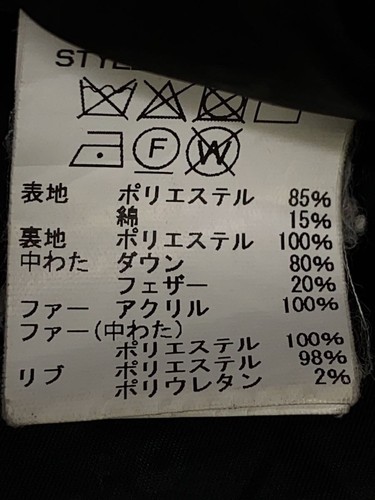 STYLE
F
W
表地 ポリエステル 85%
綿 15%
裏地 ポリエステル 100%
中わた ダウン 80%
フェザー 20%
ファー アクリル 100%
ファー(中わた)
ポリエステル 100%
リブ ポリエステル 98%
ポリウレタン 2%